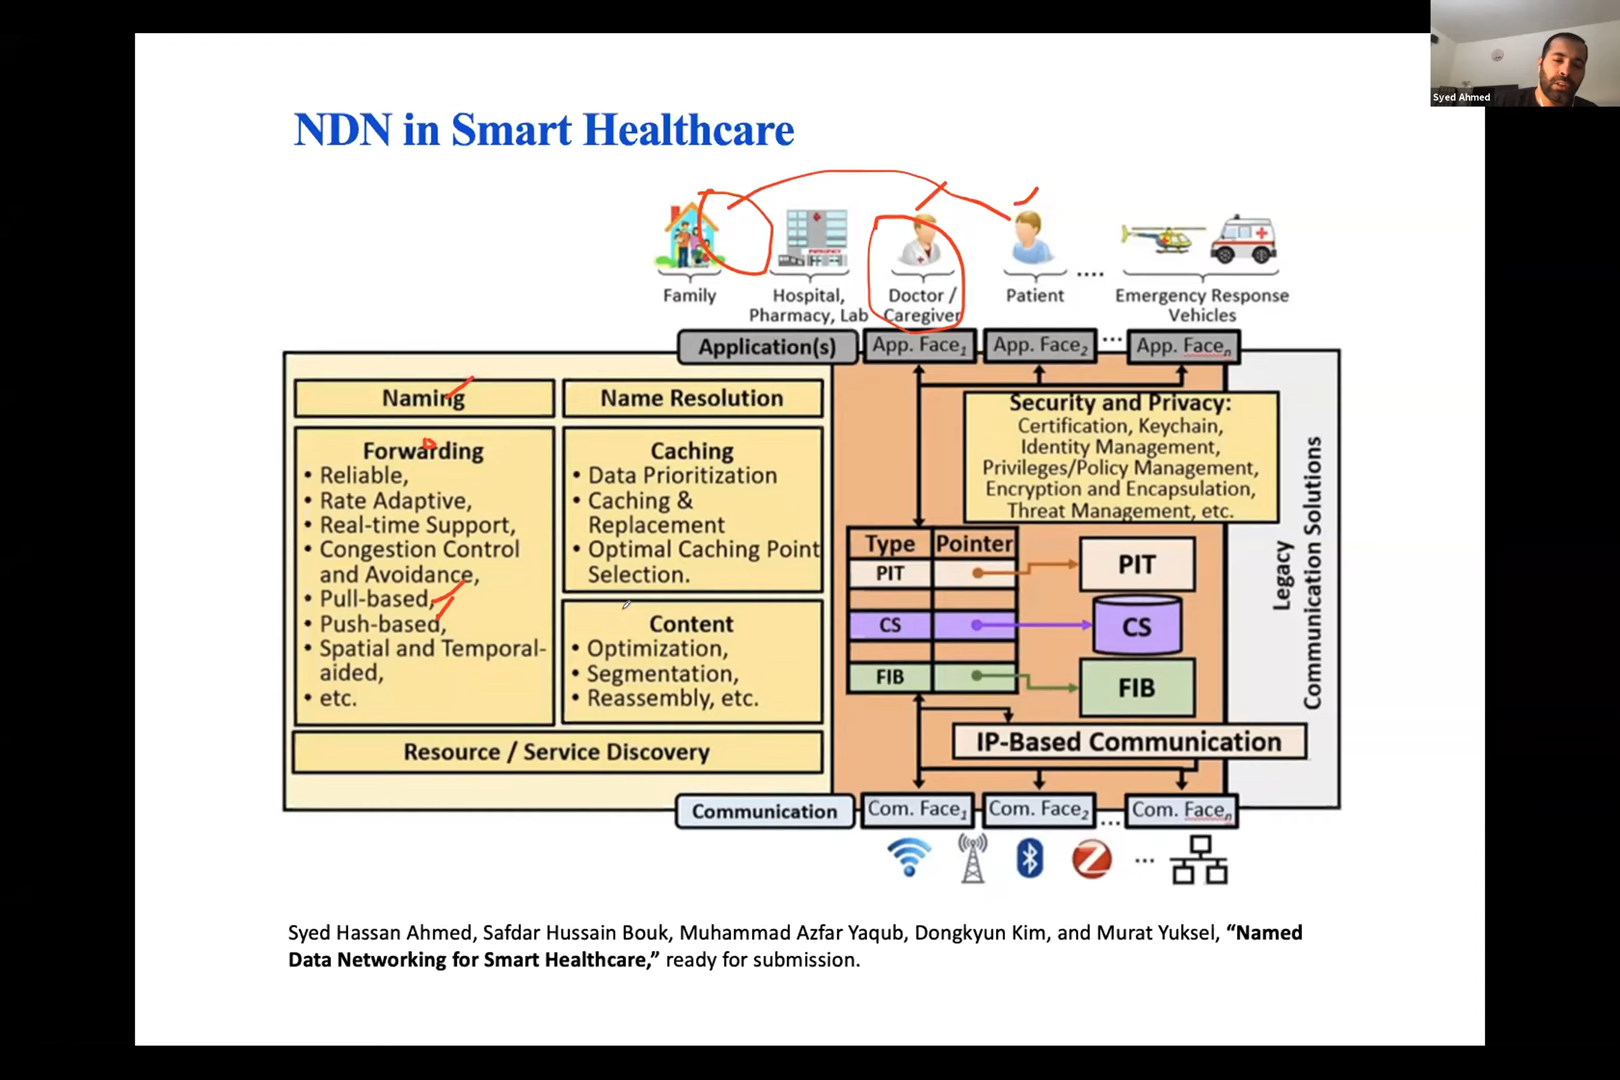 Syed Ahmed
NDN in Smart Healthcare
Family
Hospital,
Pharmacy, Lab
Doctor /
Caregiver
Patient
....
Emergency Response
Vehicles
Application(s)
App. Face1
App. Face2
...
App. Facen
Naming
Name Resolution
Forwarding
• Reliable,
• Rate Adaptive,
• Real-time Support,
• Congestion Control
and Avoidance,
• Pull-based,
• Push-based,
• Spatial and Temporal-
aided,
• etc.
Caching
• Data Prioritization
• Caching &
Replacement
• Optimal Caching Point
Selection.
Content
• Optimization,
• Segmentation,
• Reassembly, etc.
Resource / Service Discovery
Security and Privacy:
Certification, Keychain,
Identity Management,
Privileges/Policy Management,
Encryption and Encapsulation,
Threat Management, etc.
Type Pointer
PIT
CS
FIB
PIT
CS
FIB
IP-Based Communication
Legacy
Communication Solutions
Communication
Com. Face1
Com. Face2
...
Com. Facen
...
Syed Hassan Ahmed, Safdar Hussain Bouk, Muhammad Azfar Yaqub, Dongkyun Kim, and Murat Yuksel, “Named
Data Networking for Smart Healthcare,” ready for submission.